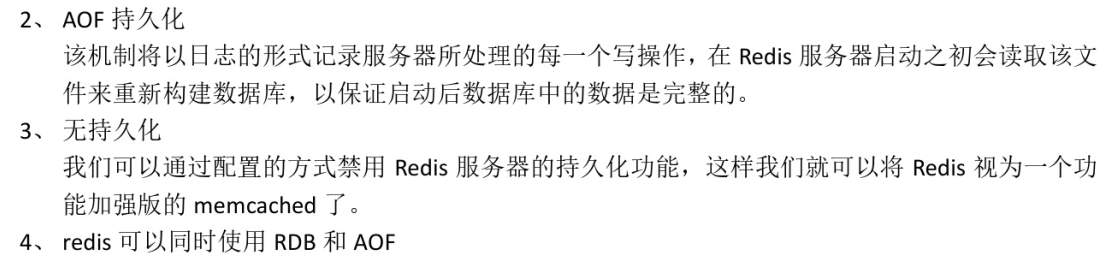 2、 AOF 持久化
该机制将以日志的形式记录服务器所处理的每一个写操作，在 Redis 服务器启动之初会读取该文
件来重新构建数据库，以保证启动后数据库中的数据是完整的。
3、 无持久化
我们可以通过配置的方式禁用 Redis 服务器的持久化功能，这样我们就可以将 Redis 视为一个功
能加强版的 memcached 了。
4、 redis 可以同时使用 RDB 和 AOF